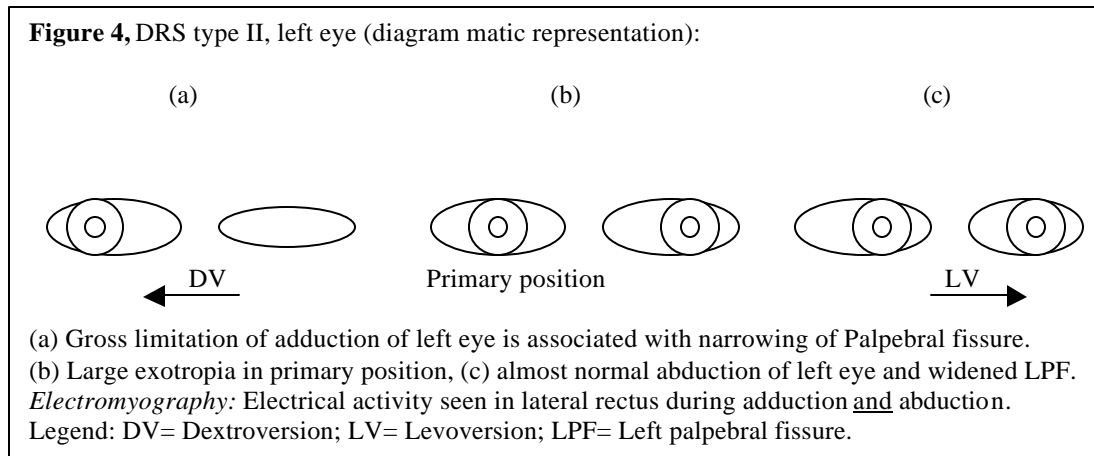 Figure 4, DRS type II, left eye (diagram matic representation):
(a) (b) (c)
DV Primary position LV
(a) Gross limitation of adduction of left eye is associated with narrowing of Palpebral fissure.
(b) Large exotropia in primary position, (c) almost normal abduction of left eye and widened LPF.
Electromyography: Electrical activity seen in lateral rectus during adduction and abduction.
Legend: DV= Dextroversion; LV= Levoversion; LPF= Left palpebral fissure.